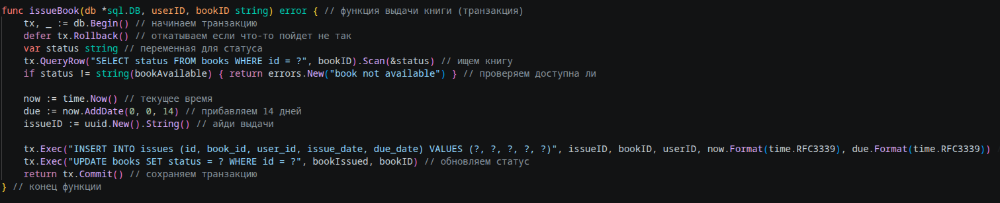 func issueBook(db *sql.DB, userID, bookID string) error { // функция выдачи книги (транзакция)
    tx, _ := db.Begin() // начинаем транзакцию
    defer tx.Rollback() // откатываем если что-то пойдет не так
    var status string // переменная для статуса
    tx.QueryRow("SELECT status FROM books WHERE id = ?", bookID).Scan(&status) // ищем книгу
    if status != string(bookAvailable) { return errors.New("book not available") } // проверяем доступна ли
    now := time.Now() // текущее время
    due := now.AddDate(0, 0, 14) // прибавляем 14 дней
    issueID := uuid.New().String() // айди выдачи
    tx.Exec("INSERT INTO issues (id, book_id, user_id, issue_date, due_date) VALUES (?, ?, ?, ?, ?)", issueID, bookID, userID, now.Format(time.RFC3339), due.Format(time.RFC3339))
    tx.Exec("UPDATE books SET status = ? WHERE id = ?", bookIssued, bookID) // обновляем статус
    return tx.Commit() // сохраняем транзакцию
} // конец функции